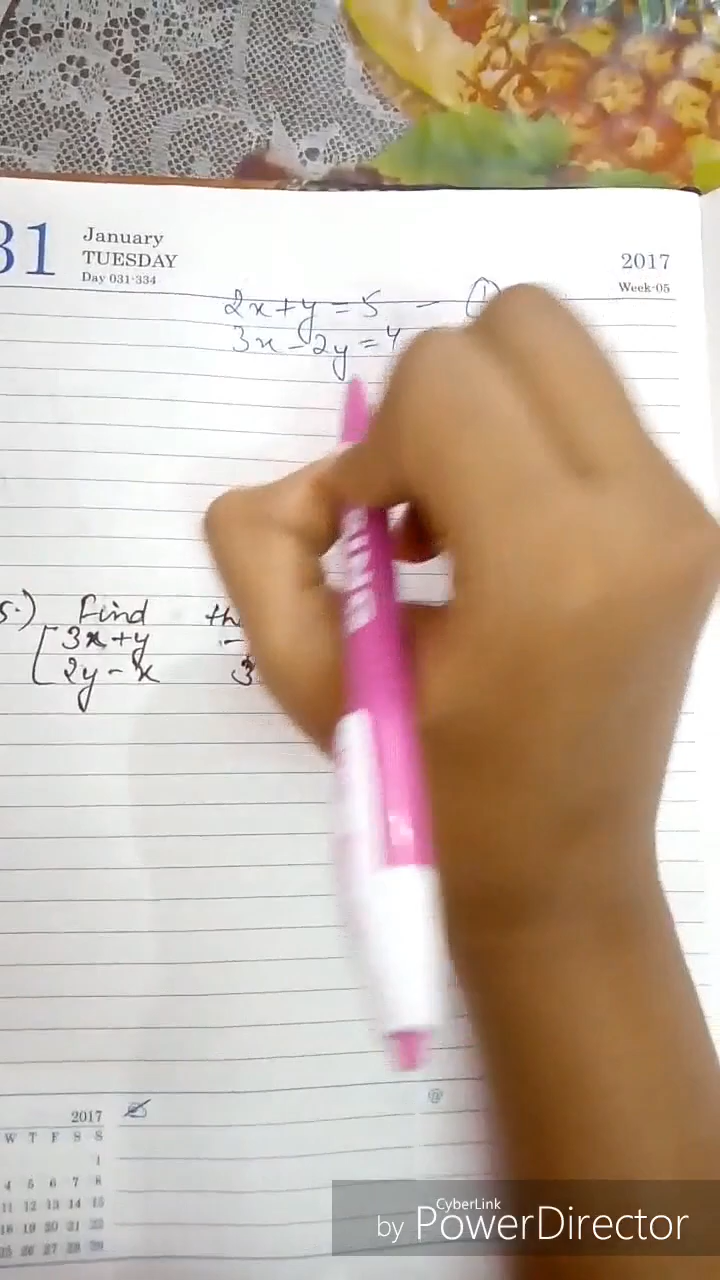 31
January
TUESDAY
Day 031-334
2017
Week-05
2x+y = 5 - ①
3x-2y = 4
5.) Find
[3x+y
2y-x 3
2017
W T F S S
1
4 5 6 7 8
11 12 13 14 15
18 19 20 21 22
25 26 27 28 29
@
CyberLink
by PowerDirector